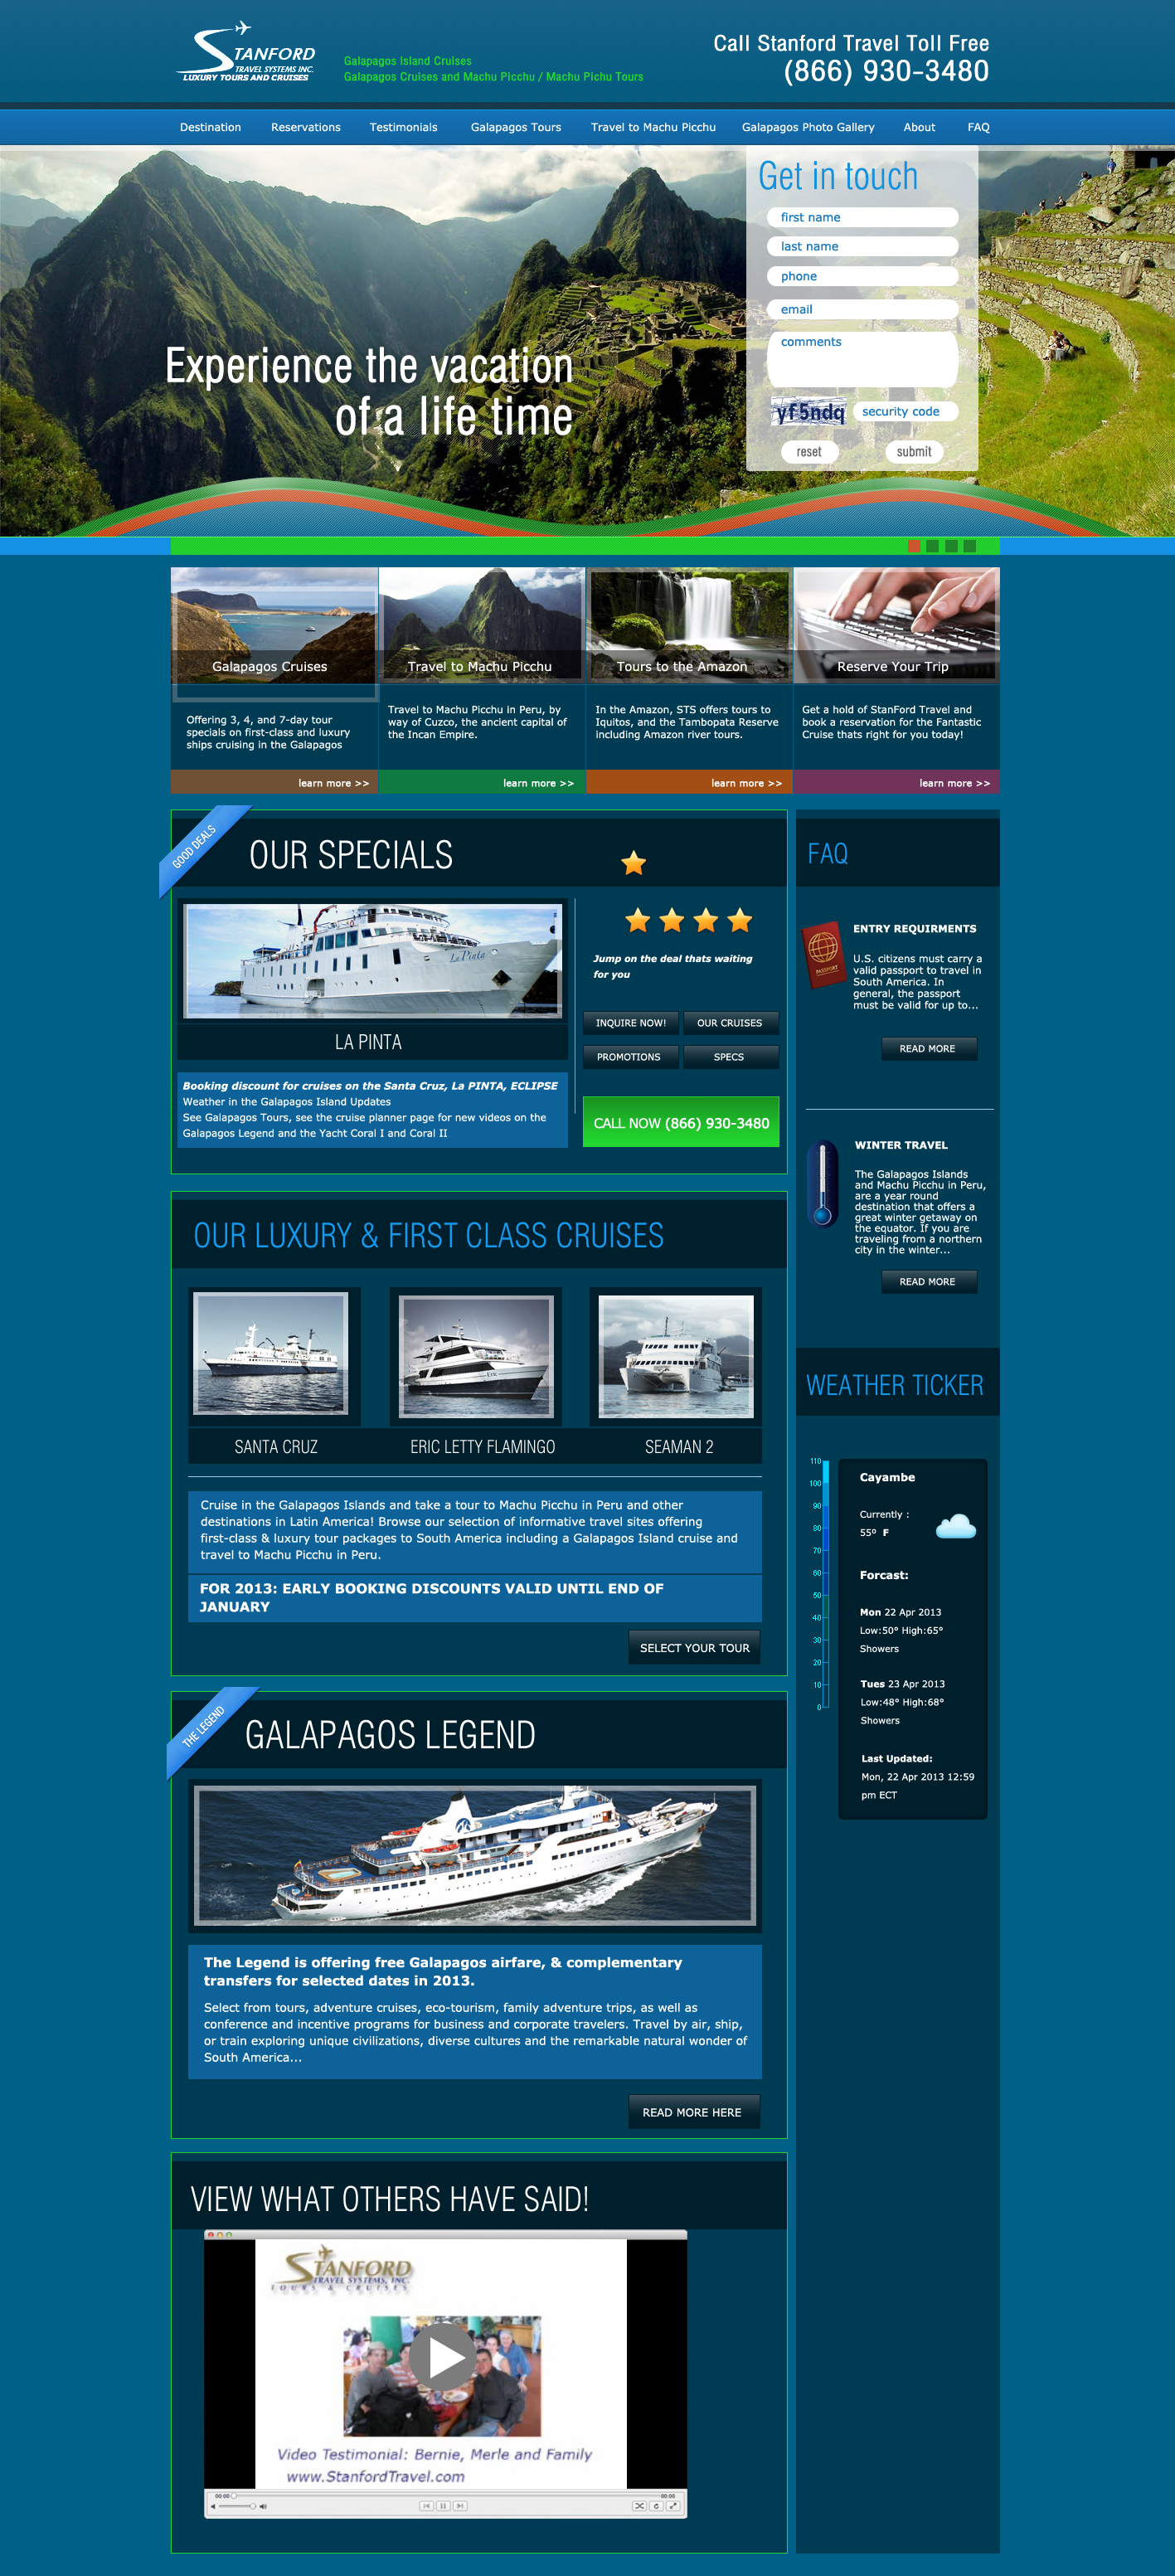 STANFORD
TRAVEL SYSTEMS INC.
LUXURY TOURS AND CRUISES
Galapagos Island Cruises
Galapagos Cruises and Machu Picchu / Machu Pichu Tours
Call Stanford Travel Toll Free
(866) 930-3480
Destination Reservations Testimonials Galapagos Tours Travel to Machu Picchu Galapagos Photo Gallery About FAQ
Get in touch
first name
last name
phone
email
comments
yf5ndq security code
reset submit
Experience the vacation
of a life time
Galapagos Cruises
Offering 3, 4, and 7-day tour
specials on first-class and luxury
ships cruising in the Galapagos
learn more >>
Travel to Machu Picchu
Travel to Machu Picchu in Peru, by
way of Cuzco, the ancient capital of
the Incan Empire.
learn more >>
Tours to the Amazon
In the Amazon, STS offers tours to
Iquitos, and the Tambopata Reserve
including Amazon river tours.
learn more >>
Reserve Your Trip
Get a hold of StanFord Travel and
book a reservation for the Fantastic
Cruise thats right for you today!
learn more >>
GOOD DEALS
OUR SPECIALS
La Pinta
LA PINTA
Booking discount for cruises on the Santa Cruz, La PINTA, ECLIPSE
Weather in the Galapagos Island Updates
See Galapagos Tours, see the cruise planner page for new videos on the
Galapagos Legend and the Yacht Coral I and Coral II
Jump on the deal thats waiting
for you
INQUIRE NOW! OUR CRUISES
PROMOTIONS SPECS
CALL NOW (866) 930-3480
OUR LUXURY & FIRST CLASS CRUISES
SANTA CRUZ ERIC LETTY FLAMINGO SEAMAN 2
Cruise in the Galapagos Islands and take a tour to Machu Picchu in Peru and other
destinations in Latin America! Browse our selection of informative travel sites offering
first-class & luxury tour packages to South America including a Galapagos Island cruise and
travel to Machu Picchu in Peru.
FOR 2013: EARLY BOOKING DISCOUNTS VALID UNTIL END OF
JANUARY
SELECT YOUR TOUR
THE LEGEND
GALAPAGOS LEGEND
The Legend is offering free Galapagos airfare, & complementary
transfers for selected dates in 2013.
Select from tours, adventure cruises, eco-tourism, family adventure trips, as well as
conference and incentive programs for business and corporate travelers. Travel by air, ship,
or train exploring unique civilizations, diverse cultures and the remarkable natural wonder of
South America...
READ MORE HERE
VIEW WHAT OTHERS HAVE SAID!
STANFORD
TRAVEL SYSTEMS, INC.
TOURS & CRUISES
Video Testimonial: Bernie, Merle and Family
www.StanfordTravel.com
00:00 00:00
FAQ
PASSPORT
ENTRY REQUIRMENTS
U.S. citizens must carry a
valid passport to travel in
South America. In
general, the passport
must be valid for up to...
READ MORE
WINTER TRAVEL
The Galapagos Islands
and Machu Picchu in Peru,
are a year round
destination that offers a
great winter getaway on
the equator. If you are
traveling from a northern
city in the winter...
READ MORE
WEATHER TICKER
110
100
90
80
70
60
50
40
30
20
10
0
Cayambe
Currently :
55º F
Forcast:
Mon 22 Apr 2013
Low:50° High:65°
Showers
Tues 23 Apr 2013
Low:48° High:68°
Showers
Last Updated:
Mon, 22 Apr 2013 12:59
pm ECT